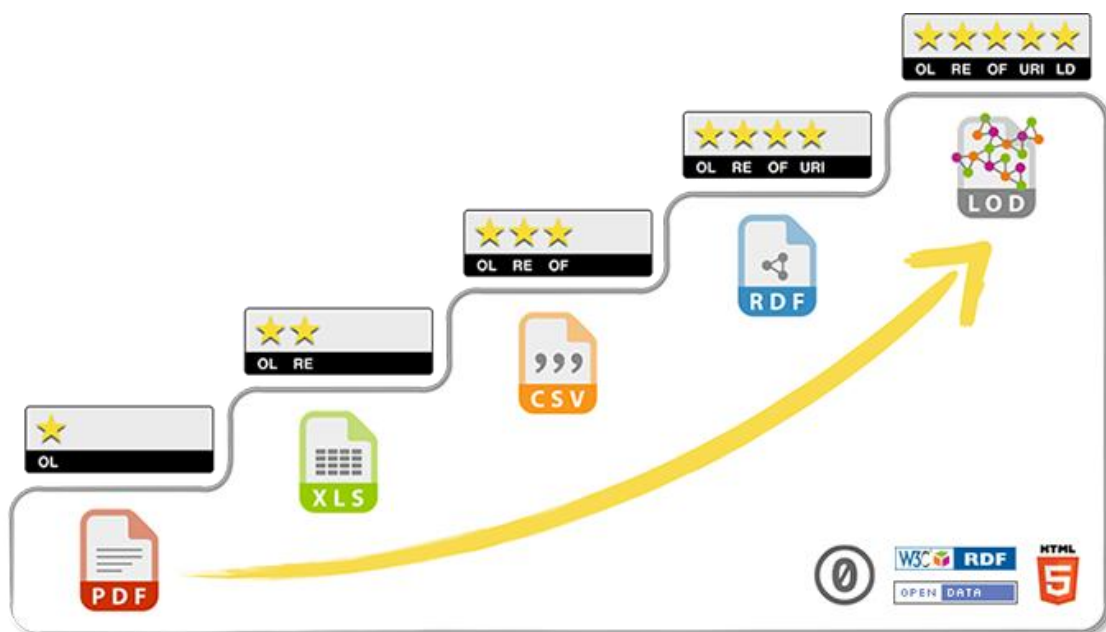 OL RE OF URI LD
LOD
OL RE OF URI
RDF
OL RE OF
,,,
CSV
OL RE
XLS
OL
PDF
0
W3C RDF
OPEN DATA
HTML
5